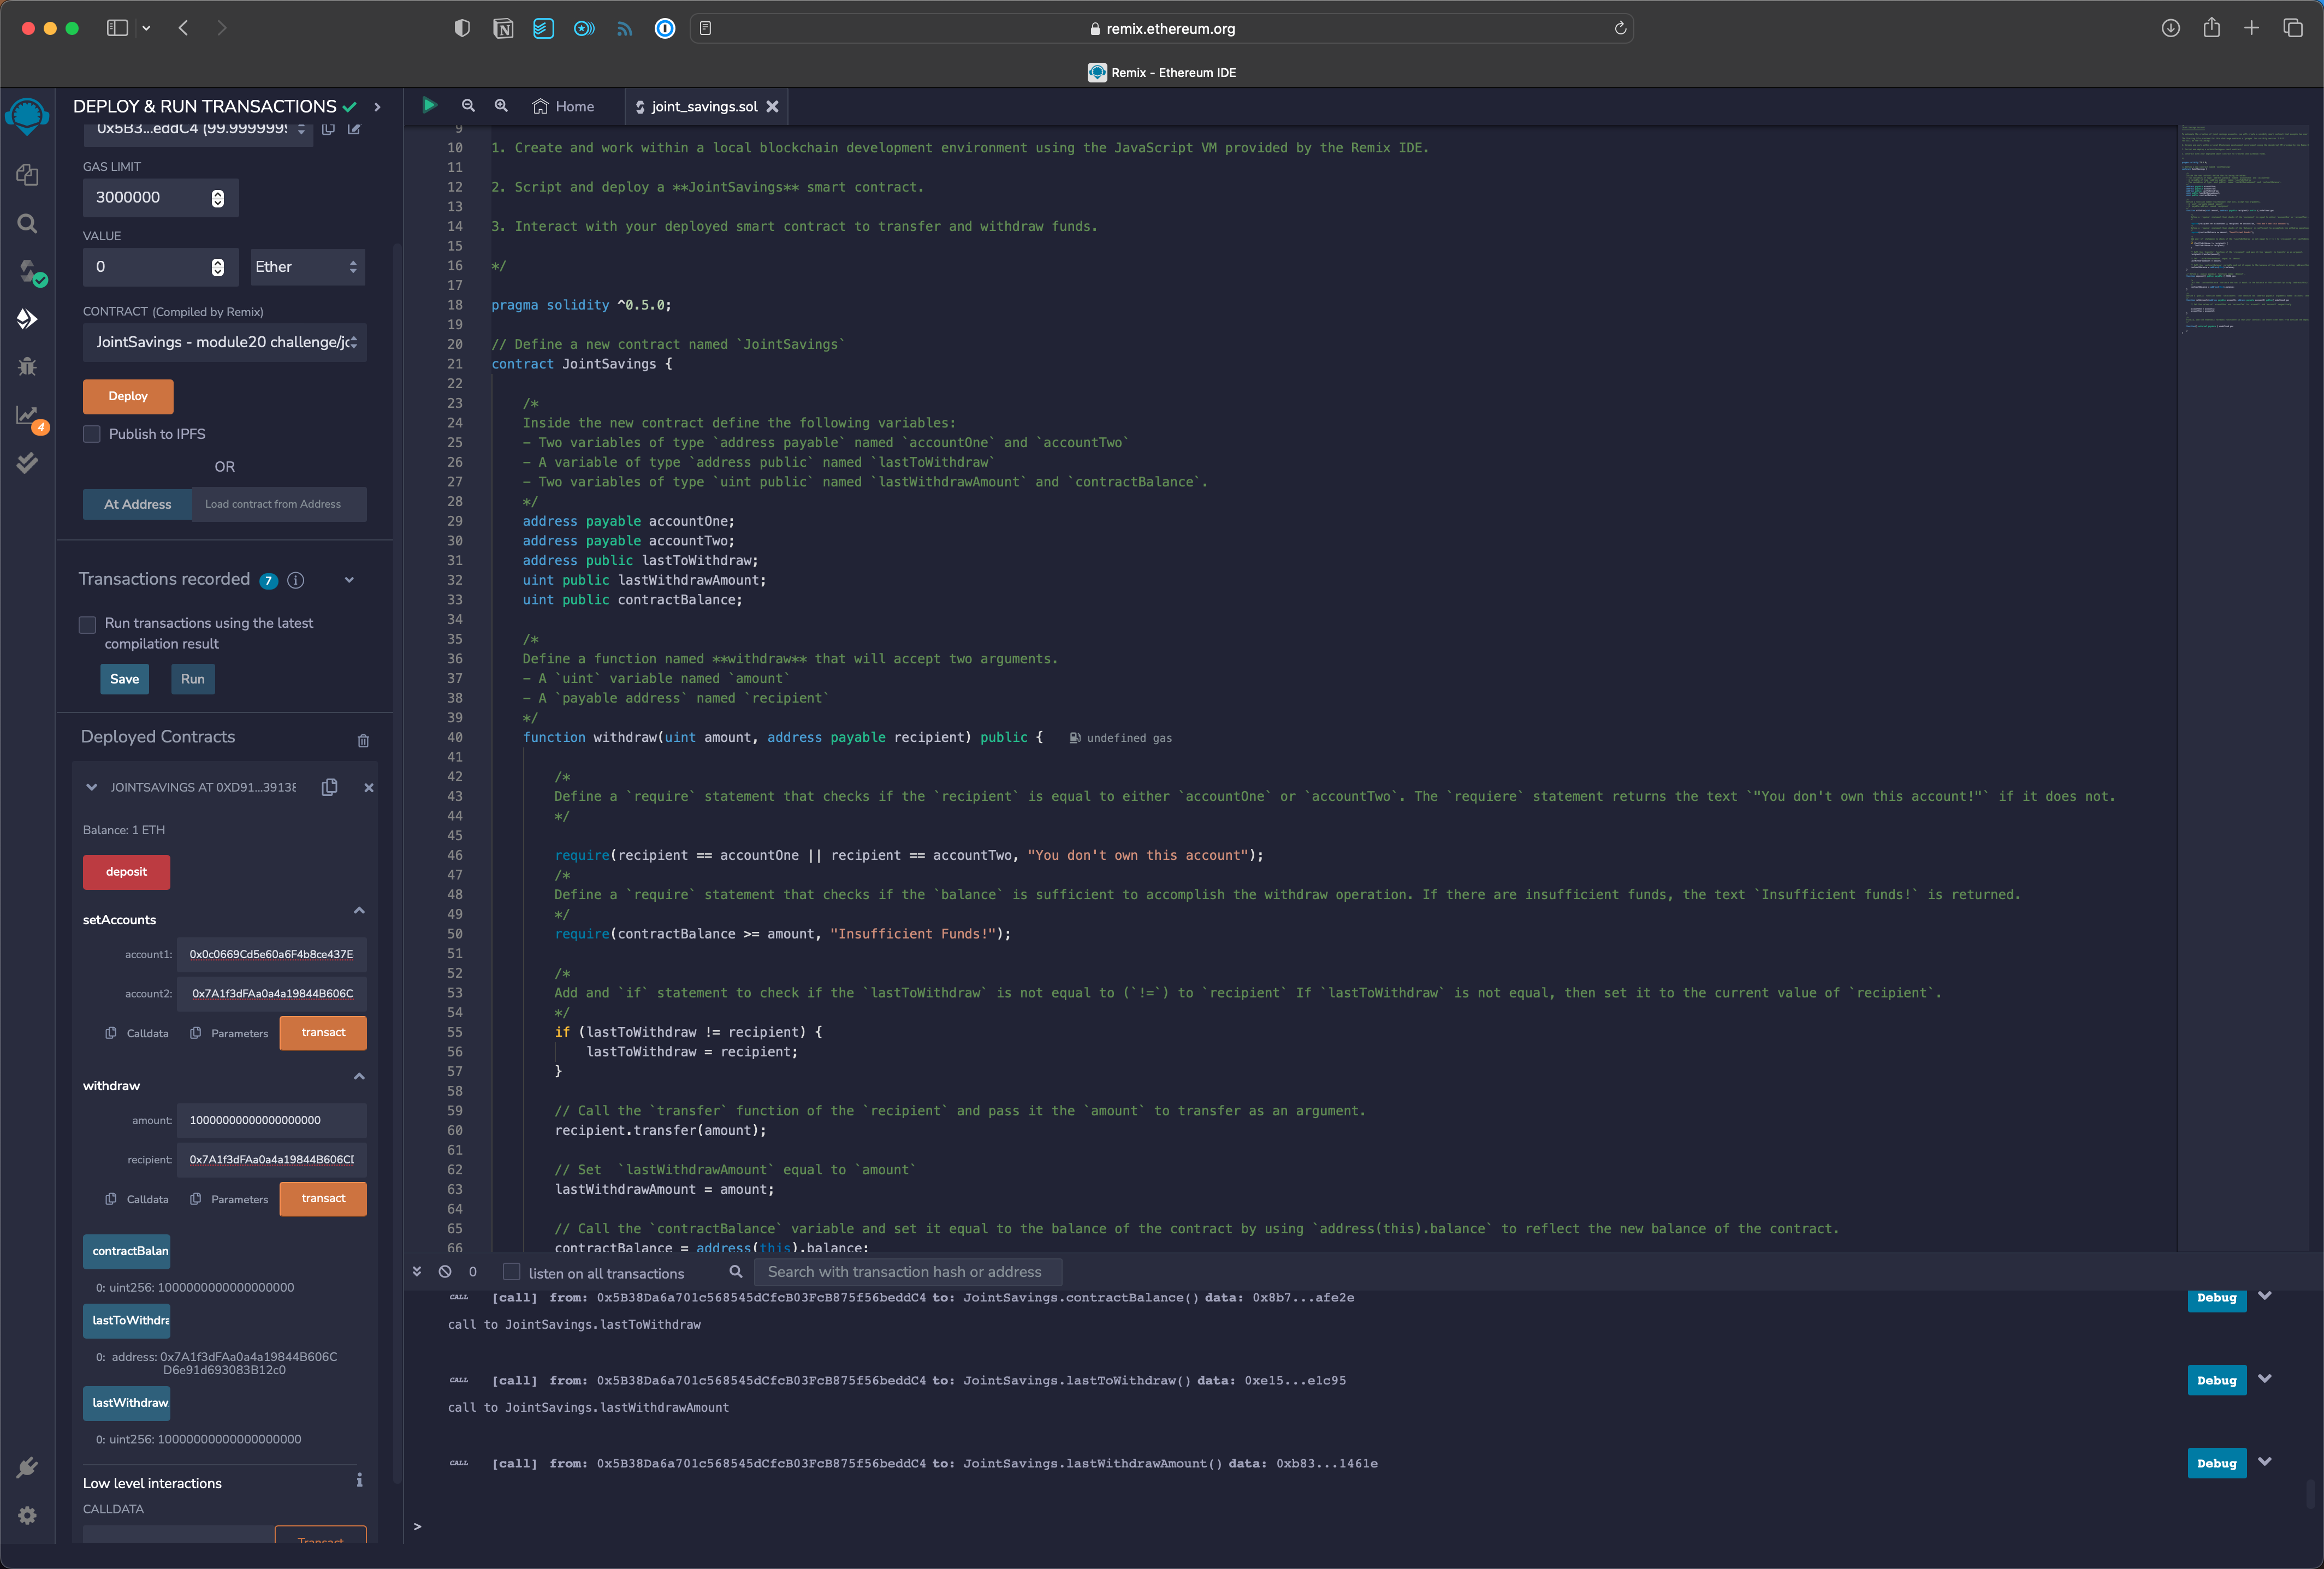 remix.ethereum.org
Remix - Ethereum IDE
DEPLOY & RUN TRANSACTIONS
0x5B3...eddC4 (99.9999999
GAS LIMIT
3000000
VALUE
0
Ether
CONTRACT (Compiled by Remix)
JointSavings - module20 challenge/jo
Deploy
Publish to IPFS
OR
At Address
Load contract from Address
Transactions recorded 7
Run transactions using the latest
compilation result
Save
Run
Deployed Contracts
JOINTSAVINGS AT 0XD91...39138
Balance: 1 ETH
deposit
setAccounts
account1: 0x0c0669Cd5e60a6F4b8ce437E
account2: 0x7A1f3dFAa0a4a19844B606C
Calldata
Parameters
transact
withdraw
amount: 10000000000000000000
recipient: 0x7A1f3dFAa0a4a19844B606CD
Calldata
Parameters
transact
contractBalan
0: uint256: 1000000000000000000
lastToWithdra
0: address: 0x7A1f3dFAa0a4a19844B606C
D6e91d693083B12c0
lastWithdraw
0: uint256: 10000000000000000000
Low level interactions
CALLDATA
Transact
4
Home
joint_savings.sol
9
10 1. Create and work within a local blockchain development environment using the JavaScript VM provided by the Remix IDE.
11
12 2. Script and deploy a **JointSavings** smart contract.
13
14 3. Interact with your deployed smart contract to transfer and withdraw funds.
15
16 */
17
18 pragma solidity ^0.5.0;
19
20 // Define a new contract named `JointSavings`
21 contract JointSavings {
22
23 /*
24 Inside the new contract define the following variables:
25 - Two variables of type `address payable` named `accountOne` and `accountTwo`
26 - A variable of type `address public` named `lastToWithdraw`
27 - Two variables of type `uint public` named `lastWithdrawAmount` and `contractBalance`.
28 */
29 address payable accountOne;
30 address payable accountTwo;
31 address public lastToWithdraw;
32 uint public lastWithdrawAmount;
33 uint public contractBalance;
34
35 /*
36 Define a function named **withdraw** that will accept two arguments.
37 - A `uint` variable named `amount`
38 - A `payable address` named `recipient`
39 */
40 function withdraw(uint amount, address payable recipient) public { undefined gas
41
42 /*
43 Define a `require` statement that checks if the `recipient` is equal to either `accountOne` or `accountTwo`. The `requiere` statement returns the text `"You don't own this account!"` if it does not.
44 */
45
46 require(recipient == accountOne || recipient == accountTwo, "You don't own this account");
47 /*
48 Define a `require` statement that checks if the `balance` is sufficient to accomplish the withdraw operation. If there are insufficient funds, the text `Insufficient funds!` is returned.
49 */
50 require(contractBalance >= amount, "Insufficient Funds!");
51
52 /*
53 Add and `if` statement to check if the `lastToWithdraw` is not equal to (`!=`) to `recipient` If `lastToWithdraw` is not equal, then set it to the current value of `recipient`.
54 */
55 if (lastToWithdraw != recipient) {
56 lastToWithdraw = recipient;
57 }
58
59 // Call the `transfer` function of the `recipient` and pass it the `amount` to transfer as an argument.
60 recipient.transfer(amount);
61
62 // Set  `lastWithdrawAmount` equal to `amount`
63 lastWithdrawAmount = amount;
64
65 // Call the `contractBalance` variable and set it equal to the balance of the contract by using `address(this).balance` to reflect the new balance of the contract.
66 contractBalance = address(this).balance;
0
listen on all transactions
Search with transaction hash or address
CALL [call] from: 0x5B38Da6a701c568545dCfcB03FcB875f56beddC4 to: JointSavings.contractBalance() data: 0x8b7...afe2e
Debug
call to JointSavings.lastToWithdraw
CALL [call] from: 0x5B38Da6a701c568545dCfcB03FcB875f56beddC4 to: JointSavings.lastToWithdraw() data: 0xe15...e1c95
Debug
call to JointSavings.lastWithdrawAmount
CALL [call] from: 0x5B38Da6a701c568545dCfcB03FcB875f56beddC4 to: JointSavings.lastWithdrawAmount() data: 0xb83...1461e
Debug
>